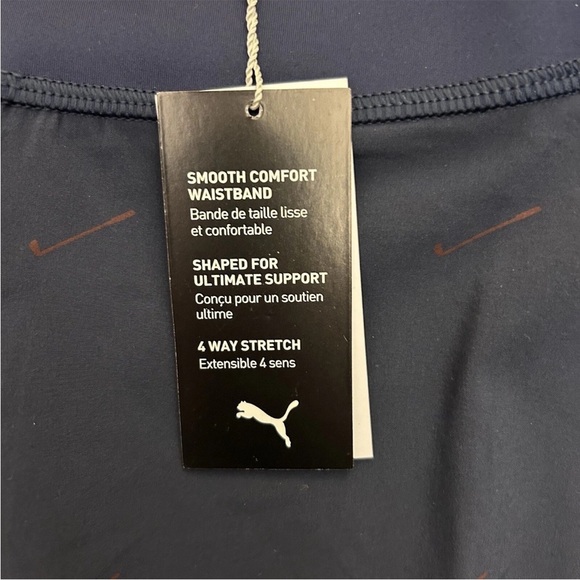 SMOOTH COMFORT
WAISTBAND
Bande de taille lisse
et confortable
SHAPED FOR
ULTIMATE SUPPORT
Conçu pour un soutien
ultime
4 WAY STRETCH
Extensible 4 sens